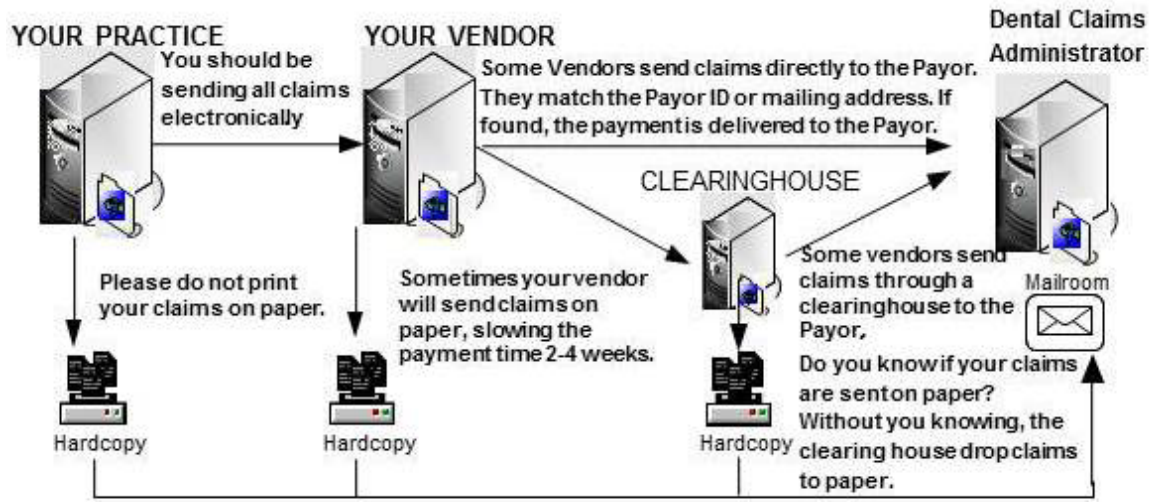 YOUR PRACTICE
You should be
sending all claims
electronically
YOUR VENDOR
Some Vendors send claims directly to the Payor.
They match the Payor ID or mailing address. If
found, the payment is delivered to the Payor.
Dental Claims
Administrator
CLEARINGHOUSE
Please do not print
your claims on paper.
Sometimes your vendor
will send claims on
paper, slowing the
payment time 2-4 weeks.
Some vendors send
claims through a
clearinghouse to the
Payor,
Mailroom
Do you know if your claims
are sent on paper?
Without you knowing, the
clearing house drop claims
to paper.
Hardcopy
Hardcopy
Hardcopy